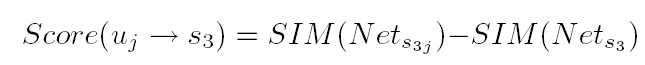 Score(u_j → s_3) = SIM(Net_{s_{3j}}) − SIM(Net_{s_3})